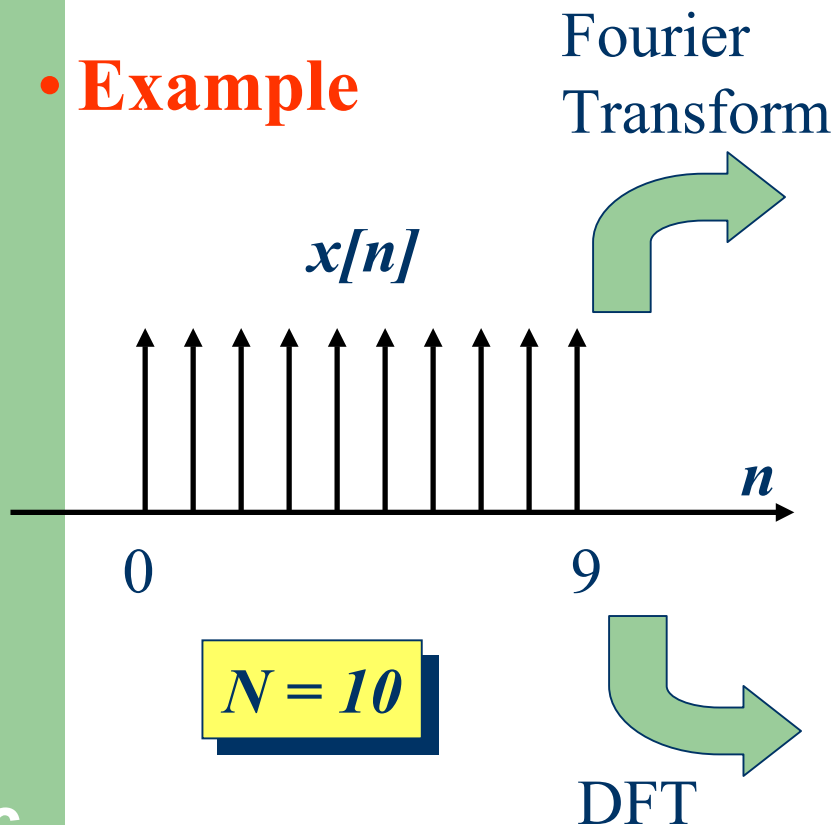 • Example
Fourier
Transform
x[n]
n
0 9
N = 10
DFT